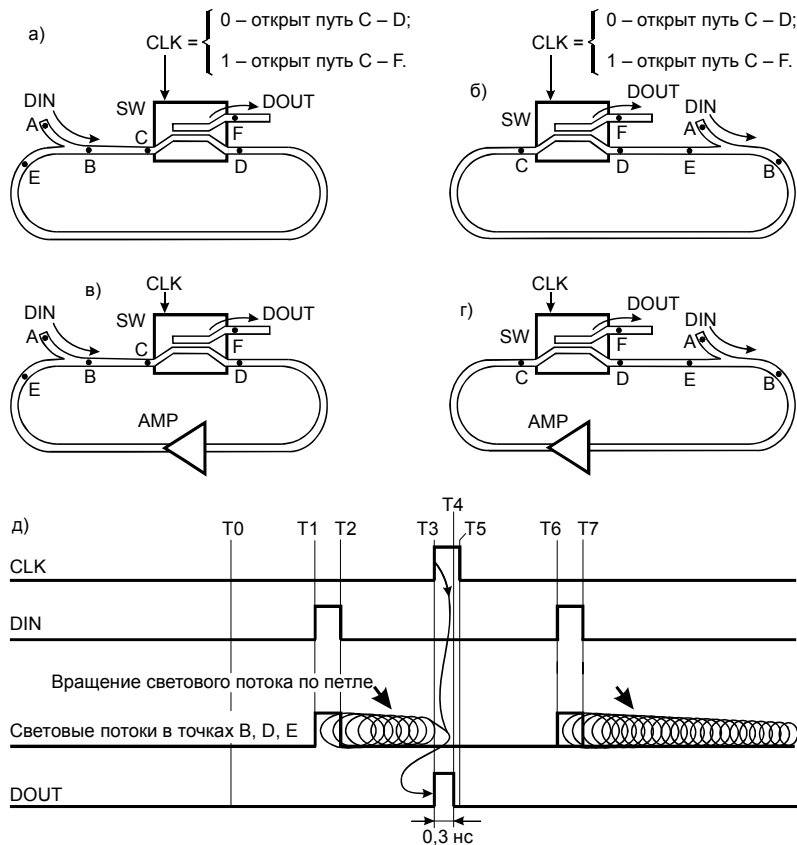 а)
CLK =
0 – открыт путь C – D;
1 – открыт путь C – F.
SW
DOUT
DIN
A
B
C
F
D
E
б)
CLK =
0 – открыт путь C – D;
1 – открыт путь C – F.
SW
DOUT
DIN
A
F
C
D
E
B
в)
CLK
SW
DOUT
DIN
A
B
C
F
D
E
AMP
г)
CLK
SW
DOUT
DIN
A
F
C
D
E
B
AMP
д)
T0 T1 T2 T3 T4 T5 T6 T7
CLK
DIN
Вращение светового потока по петле
Световые потоки в точках B, D, E
DOUT
0,3 нс